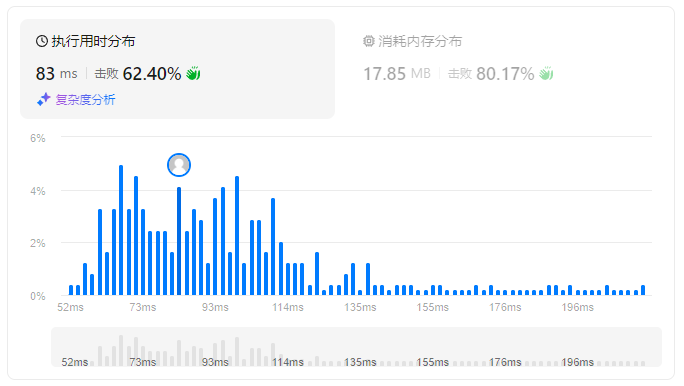 执行用时分布
消耗内存分布
83 ms 击败 62.40%
17.85 MB 击败 80.17%
复杂度分析
6%
4%
2%
0%
52ms 73ms 93ms 114ms 135ms 155ms 176ms 196ms
52ms 73ms 93ms 114ms 135ms 155ms 176ms 196ms